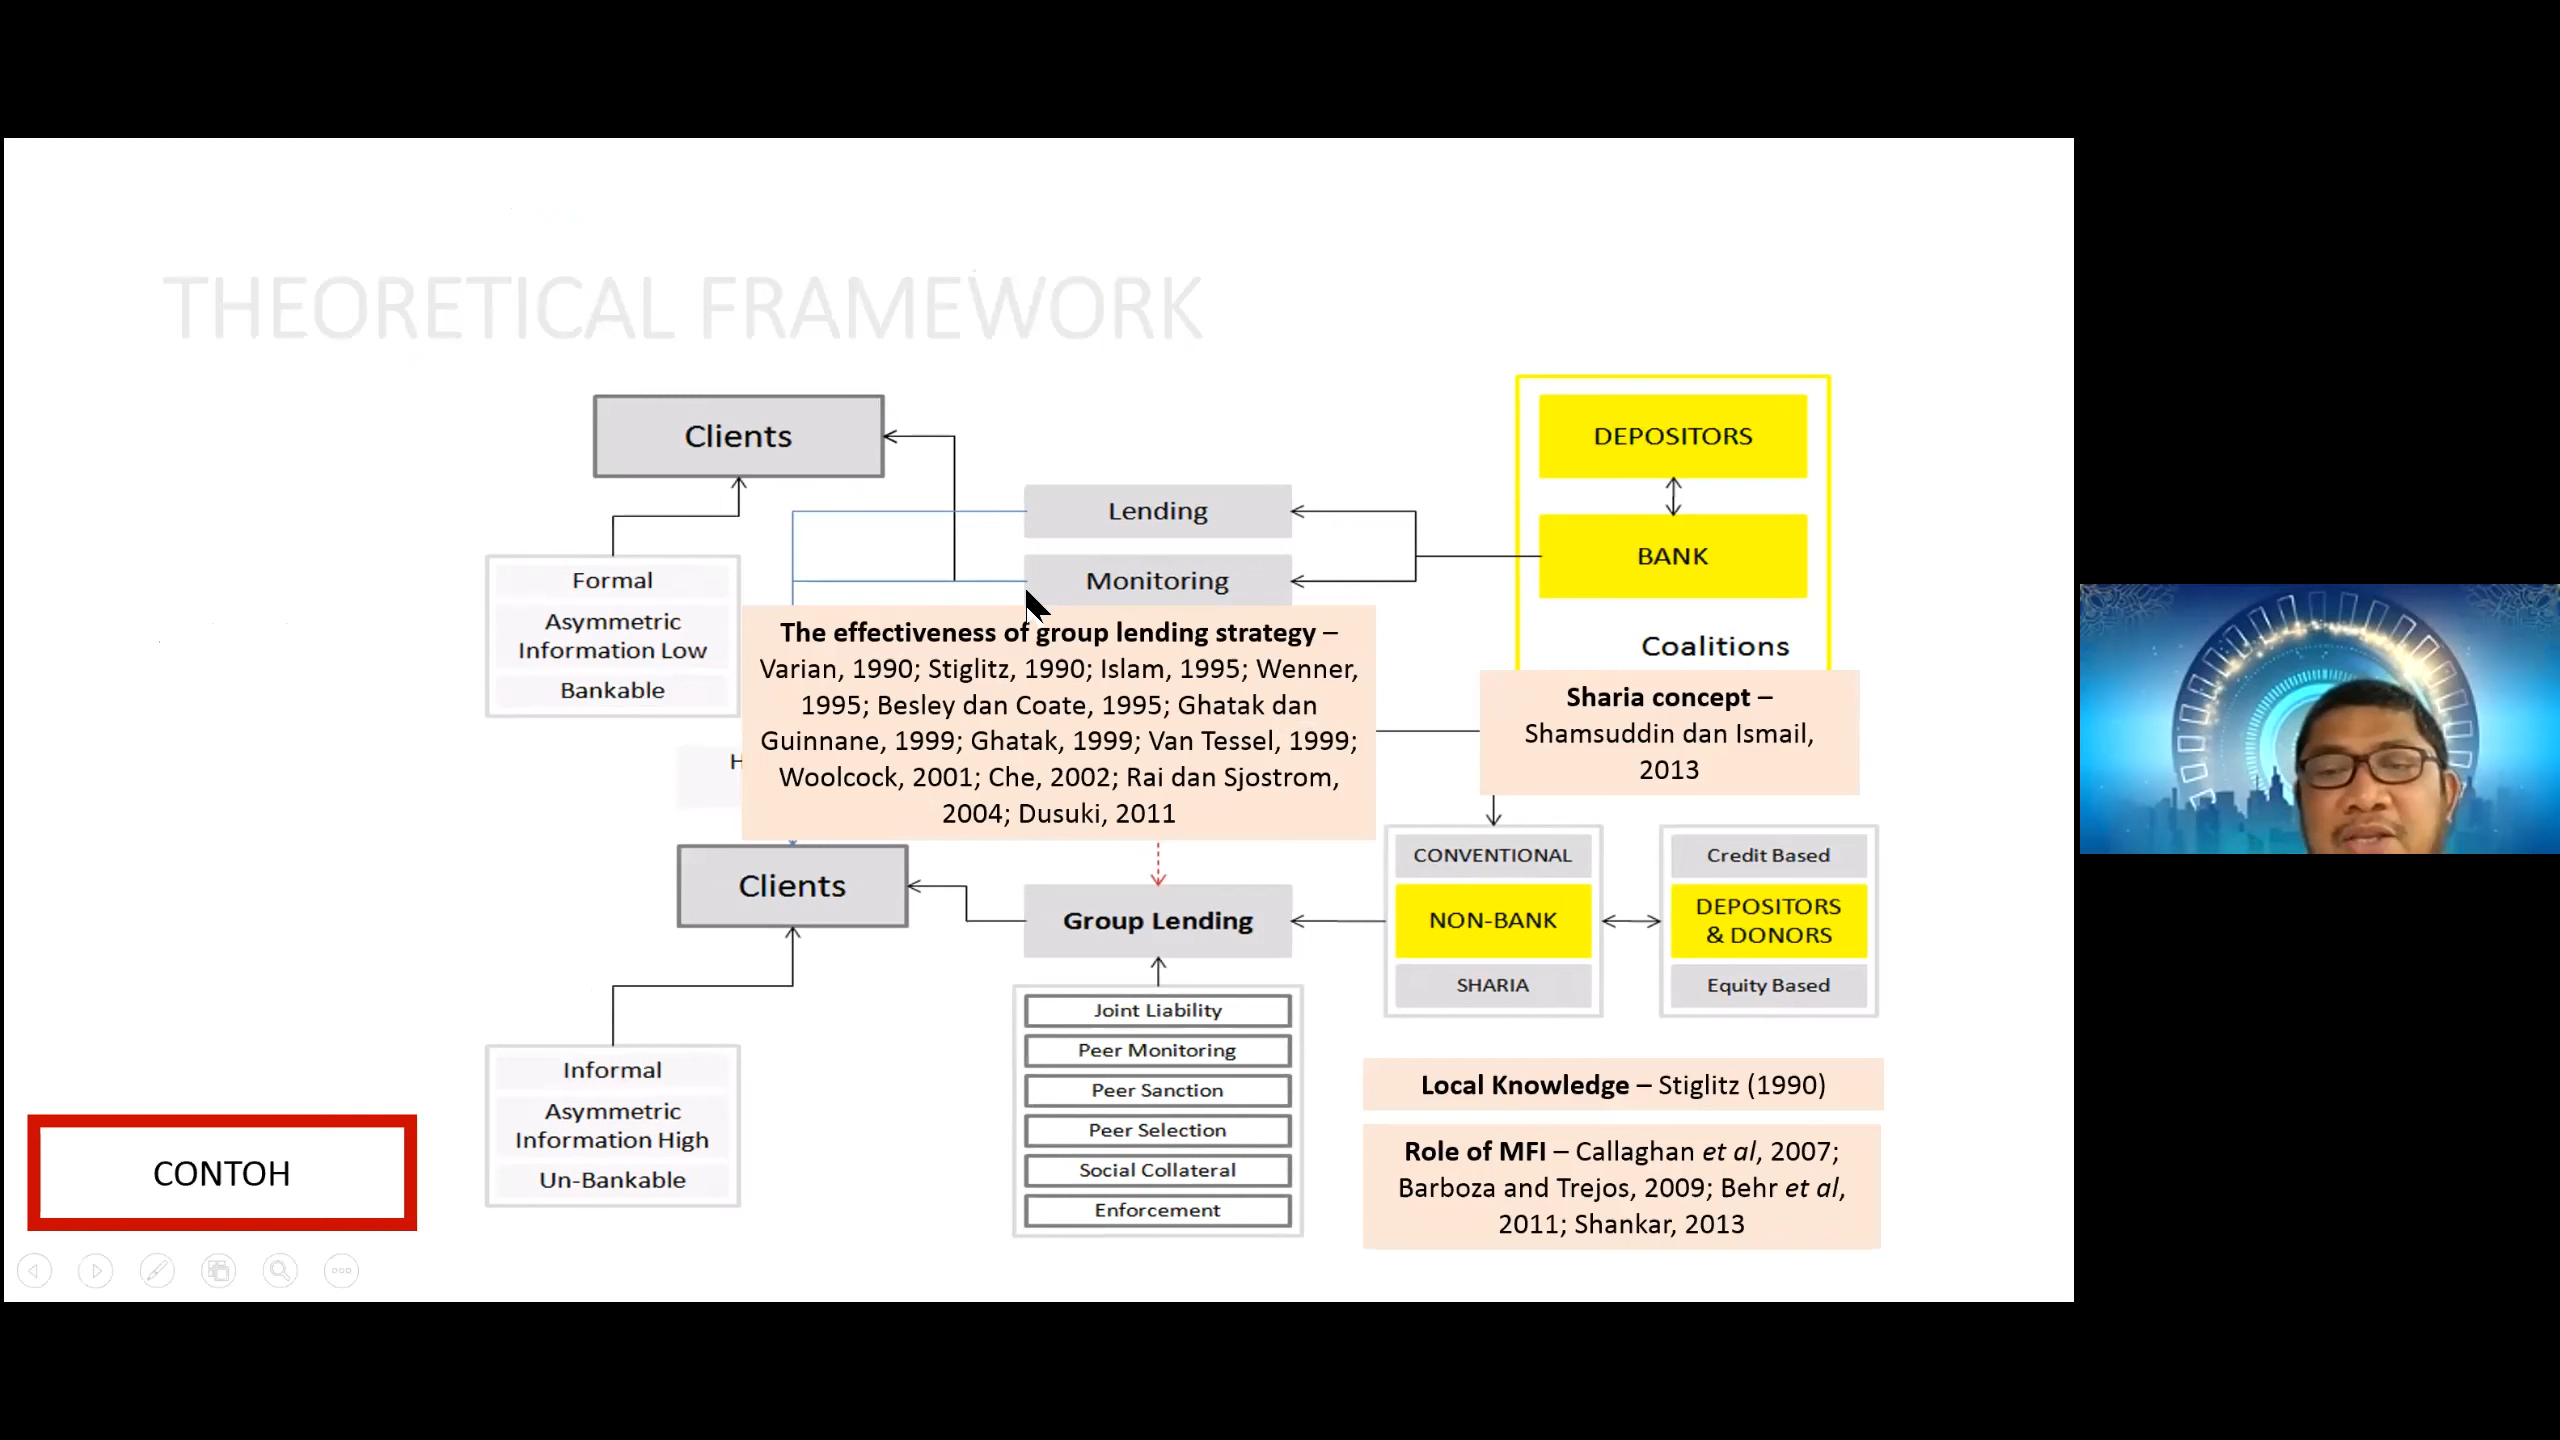 THEORETICAL FRAMEWORK
Clients
DEPOSITORS
Lending
BANK
Monitoring
Coalitions
Formal
Asymmetric
Information Low
Bankable
The effectiveness of group lending strategy –
Varian, 1990; Stiglitz, 1990; Islam, 1995; Wenner,
1995; Besley dan Coate, 1995; Ghatak dan
Guinnane, 1999; Ghatak, 1999; Van Tessel, 1999;
Woolcock, 2001; Che, 2002; Rai dan Sjostrom,
2004; Dusuki, 2011
Sharia concept –
Shamsuddin dan Ismail,
2013
Clients
Group Lending
CONVENTIONAL
NON-BANK
SHARIA
Credit Based
DEPOSITORS
& DONORS
Equity Based
Joint Liability
Peer Monitoring
Peer Sanction
Peer Selection
Social Collateral
Enforcement
Informal
Asymmetric
Information High
Un-Bankable
Local Knowledge – Stiglitz (1990)
Role of MFI – Callaghan et al, 2007;
Barboza and Trejos, 2009; Behr et al,
2011; Shankar, 2013
CONTOH